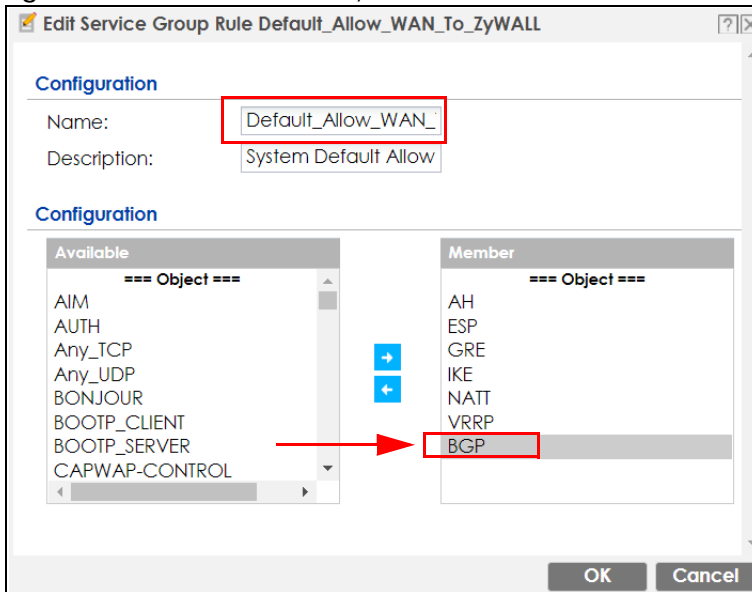 Edit Service Group Rule Default_Allow_WAN_To_ZyWALL
Configuration
Name: Default_Allow_WAN_
Description: System Default Allow
Configuration
Available
=== Object ===
AIM
AUTH
Any_TCP
Any_UDP
BONJOUR
BOOTP_CLIENT
BOOTP_SERVER
CAPWAP-CONTROL
Member
=== Object ===
AH
ESP
GRE
IKE
NATT
VRRP
BGP
OK Cancel